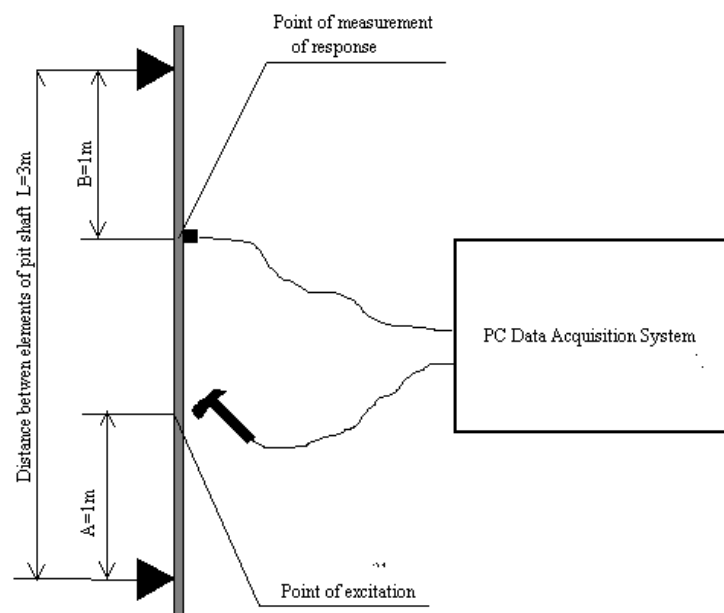 Point of measurement
of response
B=1m
Distance betwen elements of pit shaft L=3m
PC Data Acquisition System
A=1m
Point of excitation